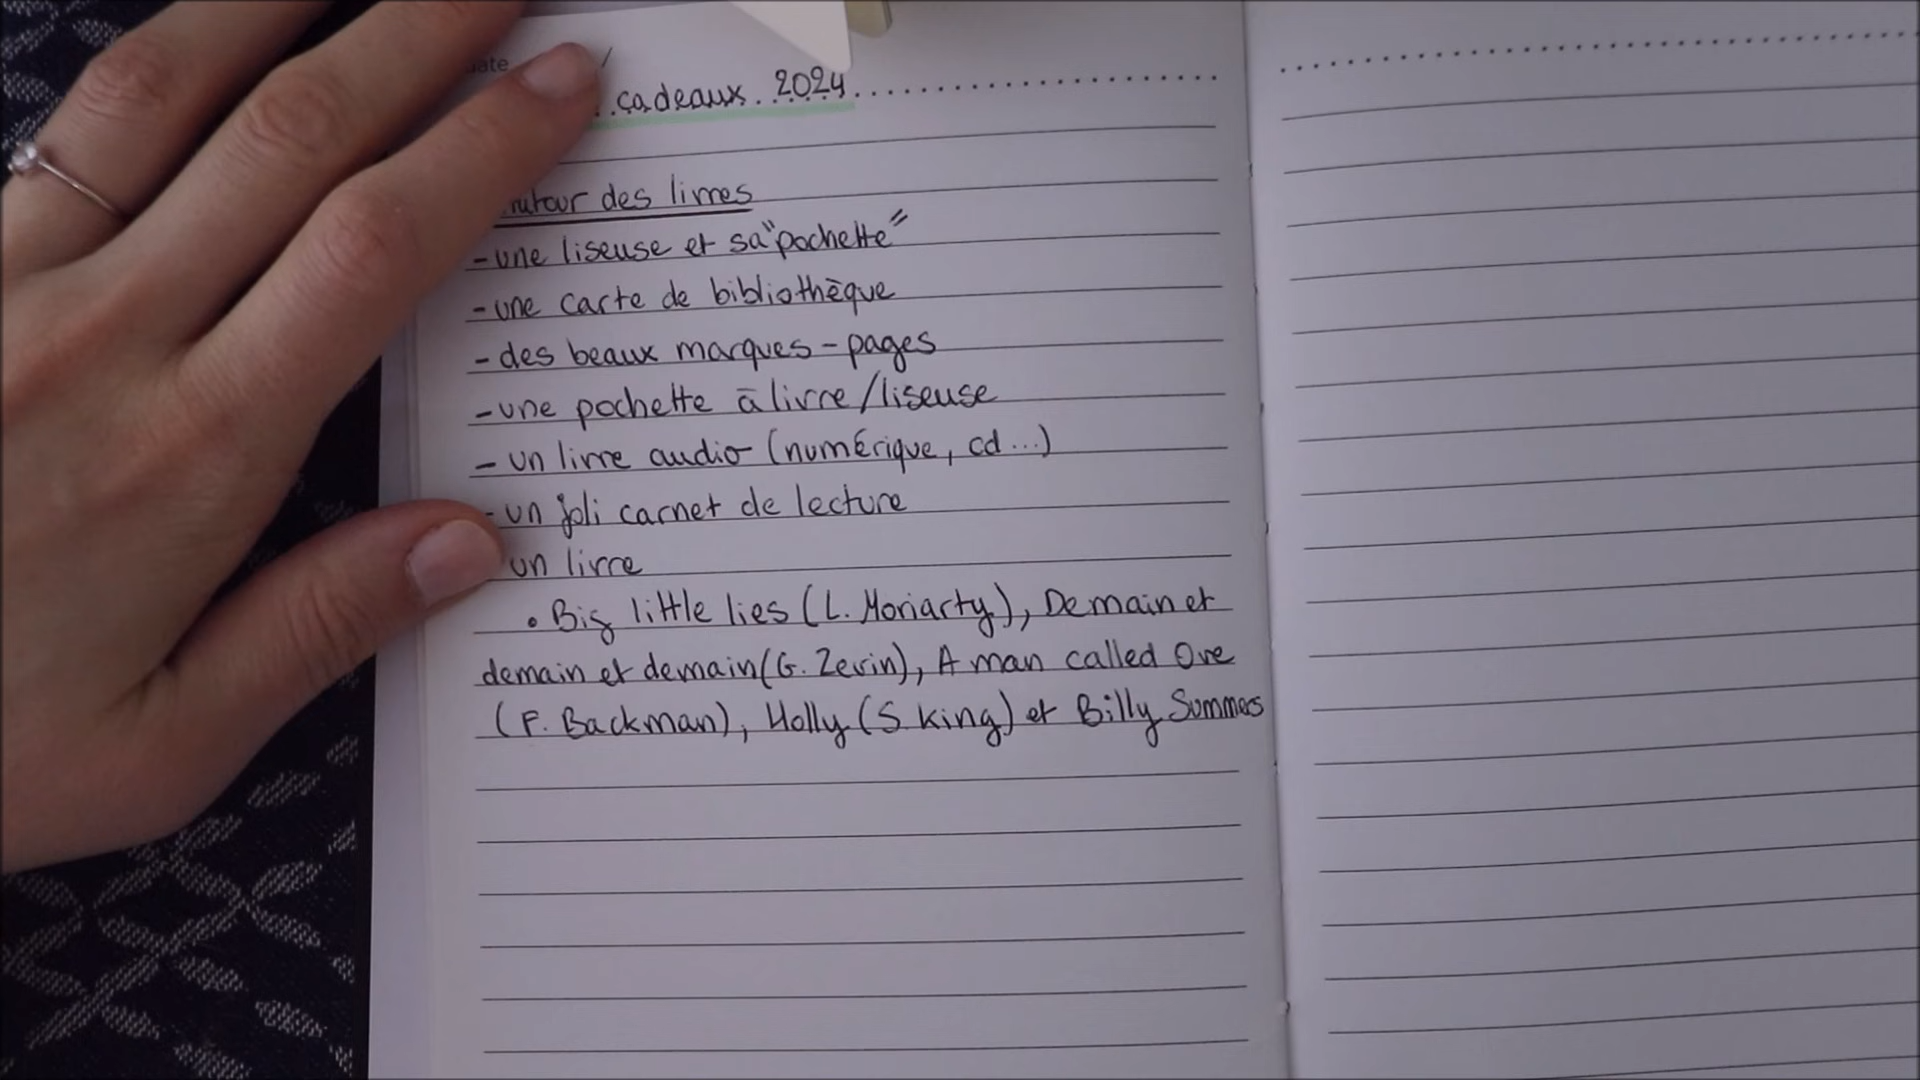 /
cadeaux 2024
autour des livres
- une liseuse et sa "pochette"
- une carte de bibliothèque
- des beaux marques-pages
- une pochette à livre/liseuse
- un livre audio (numérique, cd...)
- un joli carnet de lecture
un livre
• Big little lies (L. Moriarty), Demain et
demain et demain (G. Zevin), A man called Ove
(F. Backman), Holly (S. King) et Billy Summers